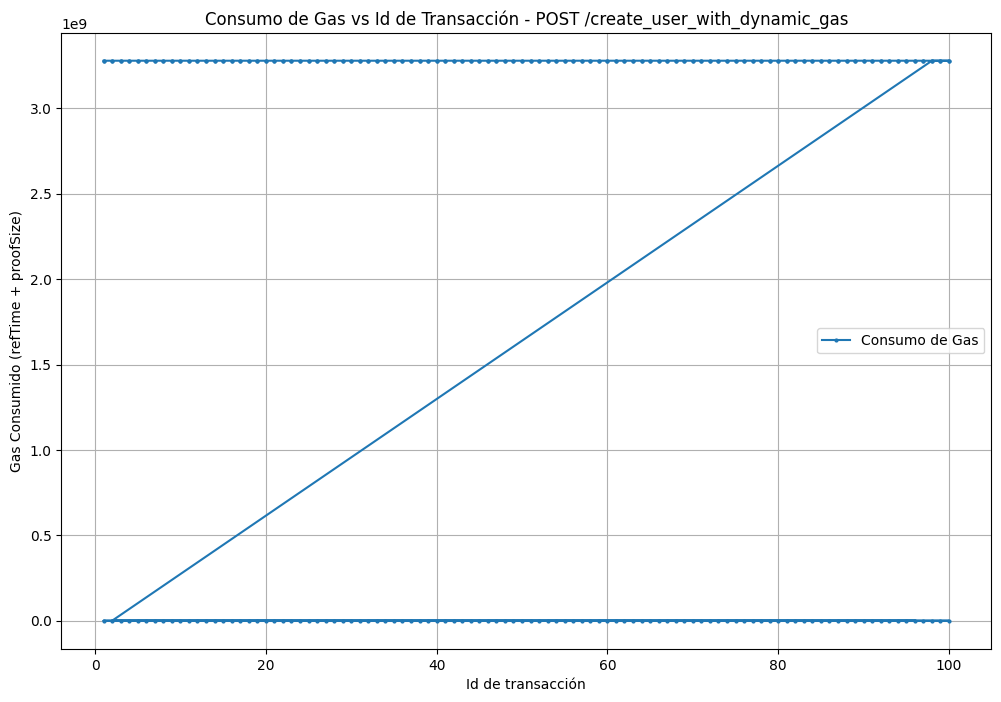 Consumo de Gas vs Id de Transacción - POST /create_user_with_dynamic_gas
1e9
3.0
2.5
2.0
1.5
1.0
0.5
0.0
Gas Consumido (refTime + proofSize)
Consumo de Gas
0 20 40 60 80 100
Id de transacción